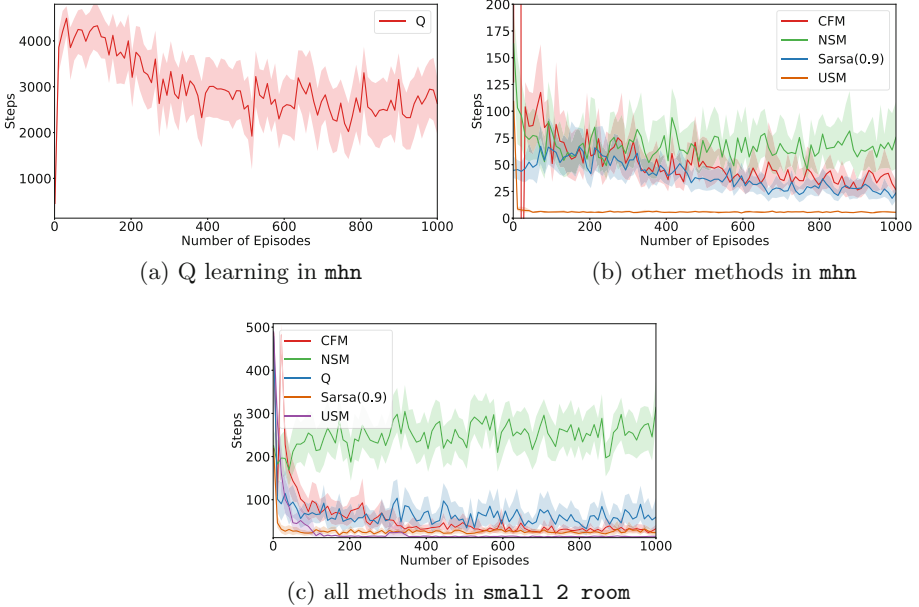 Q
4000
3000
2000
1000
Steps
0 200 400 600 800 1000
Number of Episodes
(a) Q learning in mhn
CFM
NSM
Sarsa(0.9)
USM
200
175
150
125
100
75
50
25
0
Steps
0 200 400 600 800 1000
Number of Episodes
(b) other methods in mhn
CFM
NSM
Q
Sarsa(0.9)
USM
500
400
300
200
100
Steps
0 200 400 600 800 1000
Number of Episodes
(c) all methods in small 2 room